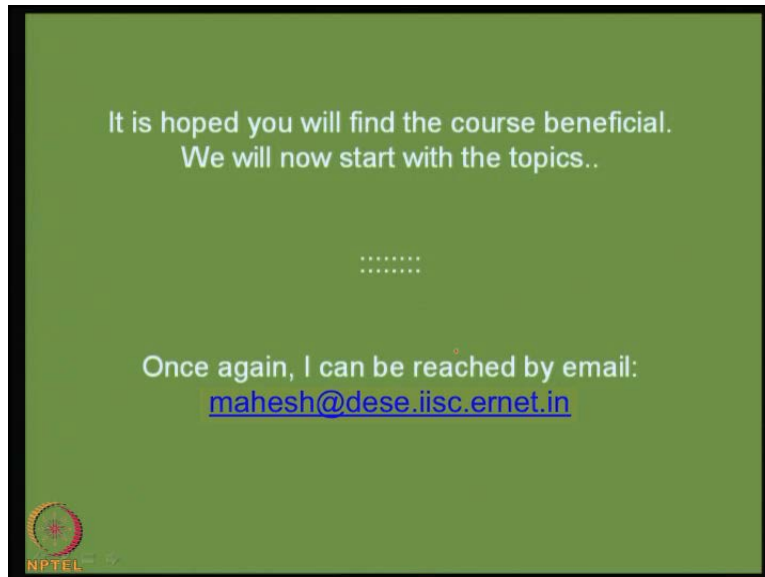 It is hoped you will find the course beneficial.
We will now start with the topics..
::::::::
Once again, I can be reached by email:
mahesh@dese.iisc.ernet.in
NPTEL